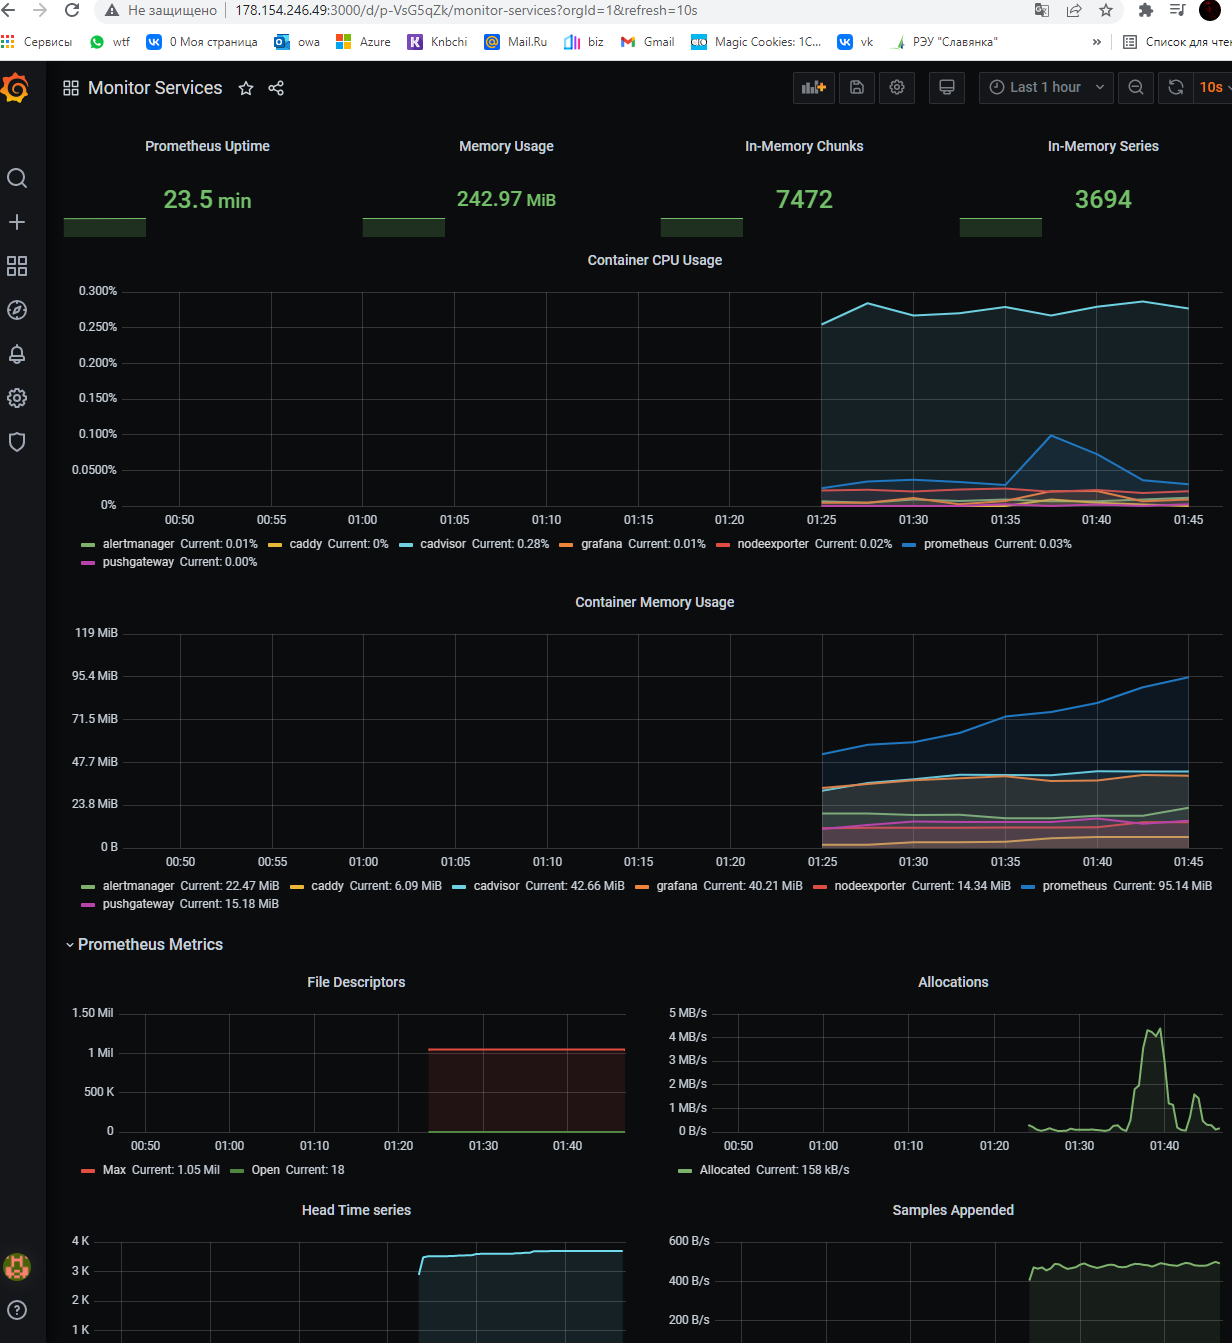 Не защищено 178.154.246.49:3000/d/p-VsG5qZk/monitor-services?orgId=1&refresh=10s
Сервисы wtf 0 Моя страница owa Azure Knbchi Mail.Ru biz Gmail Magic Cookies: 1C... vk РЭУ "Славянка" » Список для чте
Monitor Services Last 1 hour 10s
Prometheus Uptime Memory Usage In-Memory Chunks In-Memory Series
23.5 min 242.97 MiB 7472 3694
Container CPU Usage
0.300%
0.250%
0.200%
0.150%
0.100%
0.0500%
0%
00:50 00:55 01:00 01:05 01:10 01:15 01:20 01:25 01:30 01:35 01:40 01:45
alertmanager Current: 0.01% caddy Current: 0% cadvisor Current: 0.28% grafana Current: 0.01% nodeexporter Current: 0.02% prometheus Current: 0.03%
pushgateway Current: 0.00%
Container Memory Usage
119 MiB
95.4 MiB
71.5 MiB
47.7 MiB
23.8 MiB
0 B
00:50 00:55 01:00 01:05 01:10 01:15 01:20 01:25 01:30 01:35 01:40 01:45
alertmanager Current: 22.47 MiB caddy Current: 6.09 MiB cadvisor Current: 42.66 MiB grafana Current: 40.21 MiB nodeexporter Current: 14.34 MiB prometheus Current: 95.14 MiB
pushgateway Current: 15.18 MiB
Prometheus Metrics
File Descriptors
1.50 Mil
1 Mil
500 K
0
00:50 01:00 01:10 01:20 01:30 01:40
Max Current: 1.05 Mil Open Current: 18
Allocations
5 MB/s
4 MB/s
3 MB/s
2 MB/s
1 MB/s
0 B/s
00:50 01:00 01:10 01:20 01:30 01:40
Allocated Current: 158 kB/s
Head Time series
4 K
3 K
2 K
1 K
Samples Appended
600 B/s
400 B/s
200 B/s